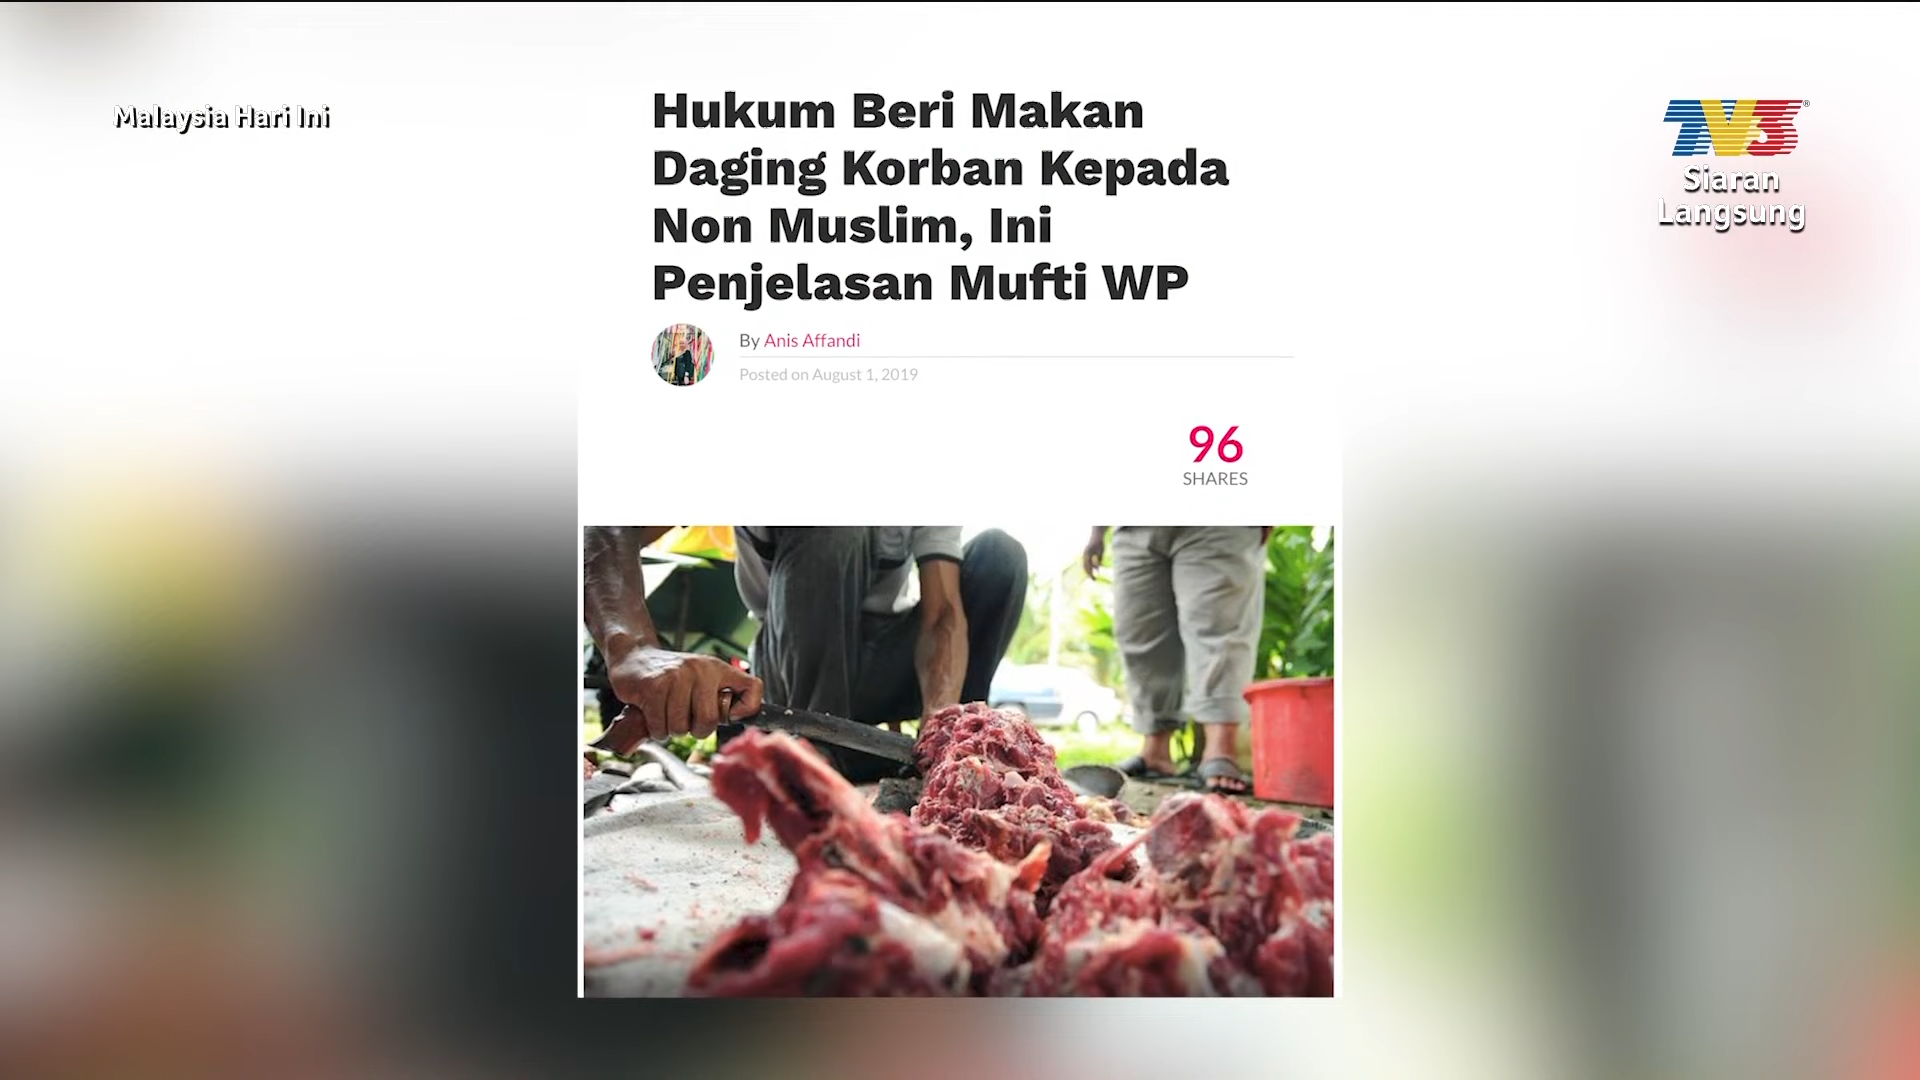 Malaysia Hari Ini
TV3®
Siaran
Langsung
Hukum Beri Makan
Daging Korban Kepada
Non Muslim, Ini
Penjelasan Mufti WP
By Anis Affandi
Posted on August 1, 2019
96
SHARES